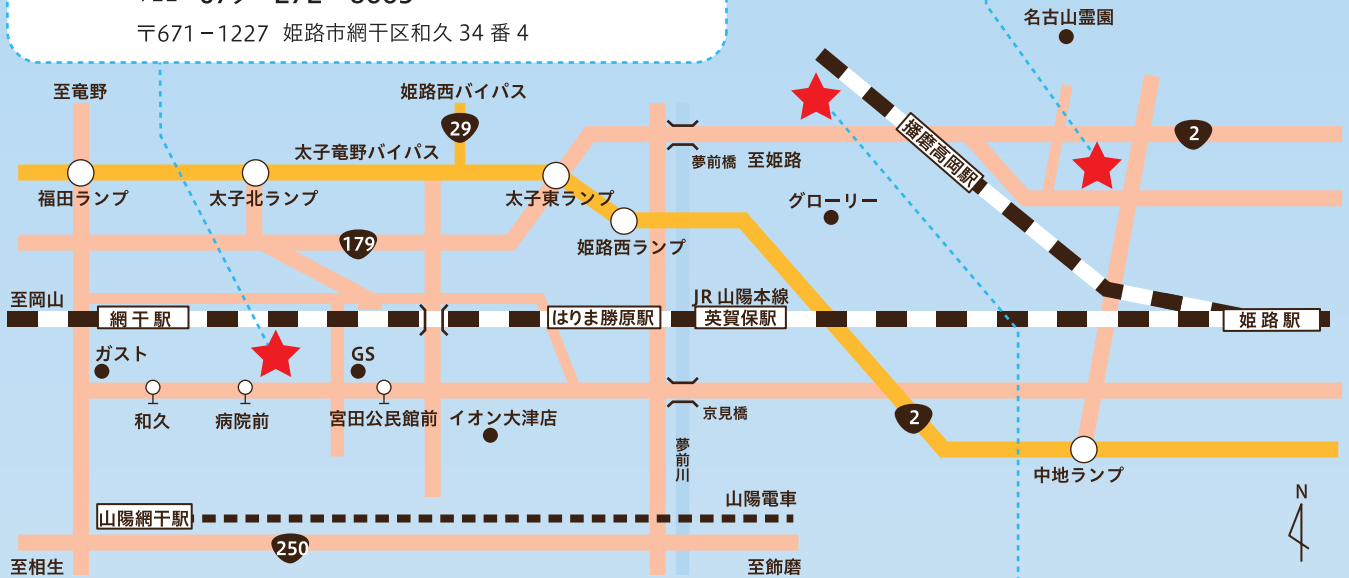 〒671-1227 姫路市網干区和久 34 番 4
名古山霊園
至竜野
姫路西バイパス
29
2
太子竜野バイパス
夢前橋
至姫路
播磨高岡駅
福田ランプ
太子北ランプ
太子東ランプ
グローリー
179
姫路西ランプ
至岡山
JR 山陽本線
網干駅
はりま勝原駅
英賀保駅
姫路駅
ガスト
GS
和久
病院前
宮田公民館前
イオン大津店
京見橋
2
夢前川
中地ランプ
山陽電車
N
山陽網干駅
250
至相生
至飾磨